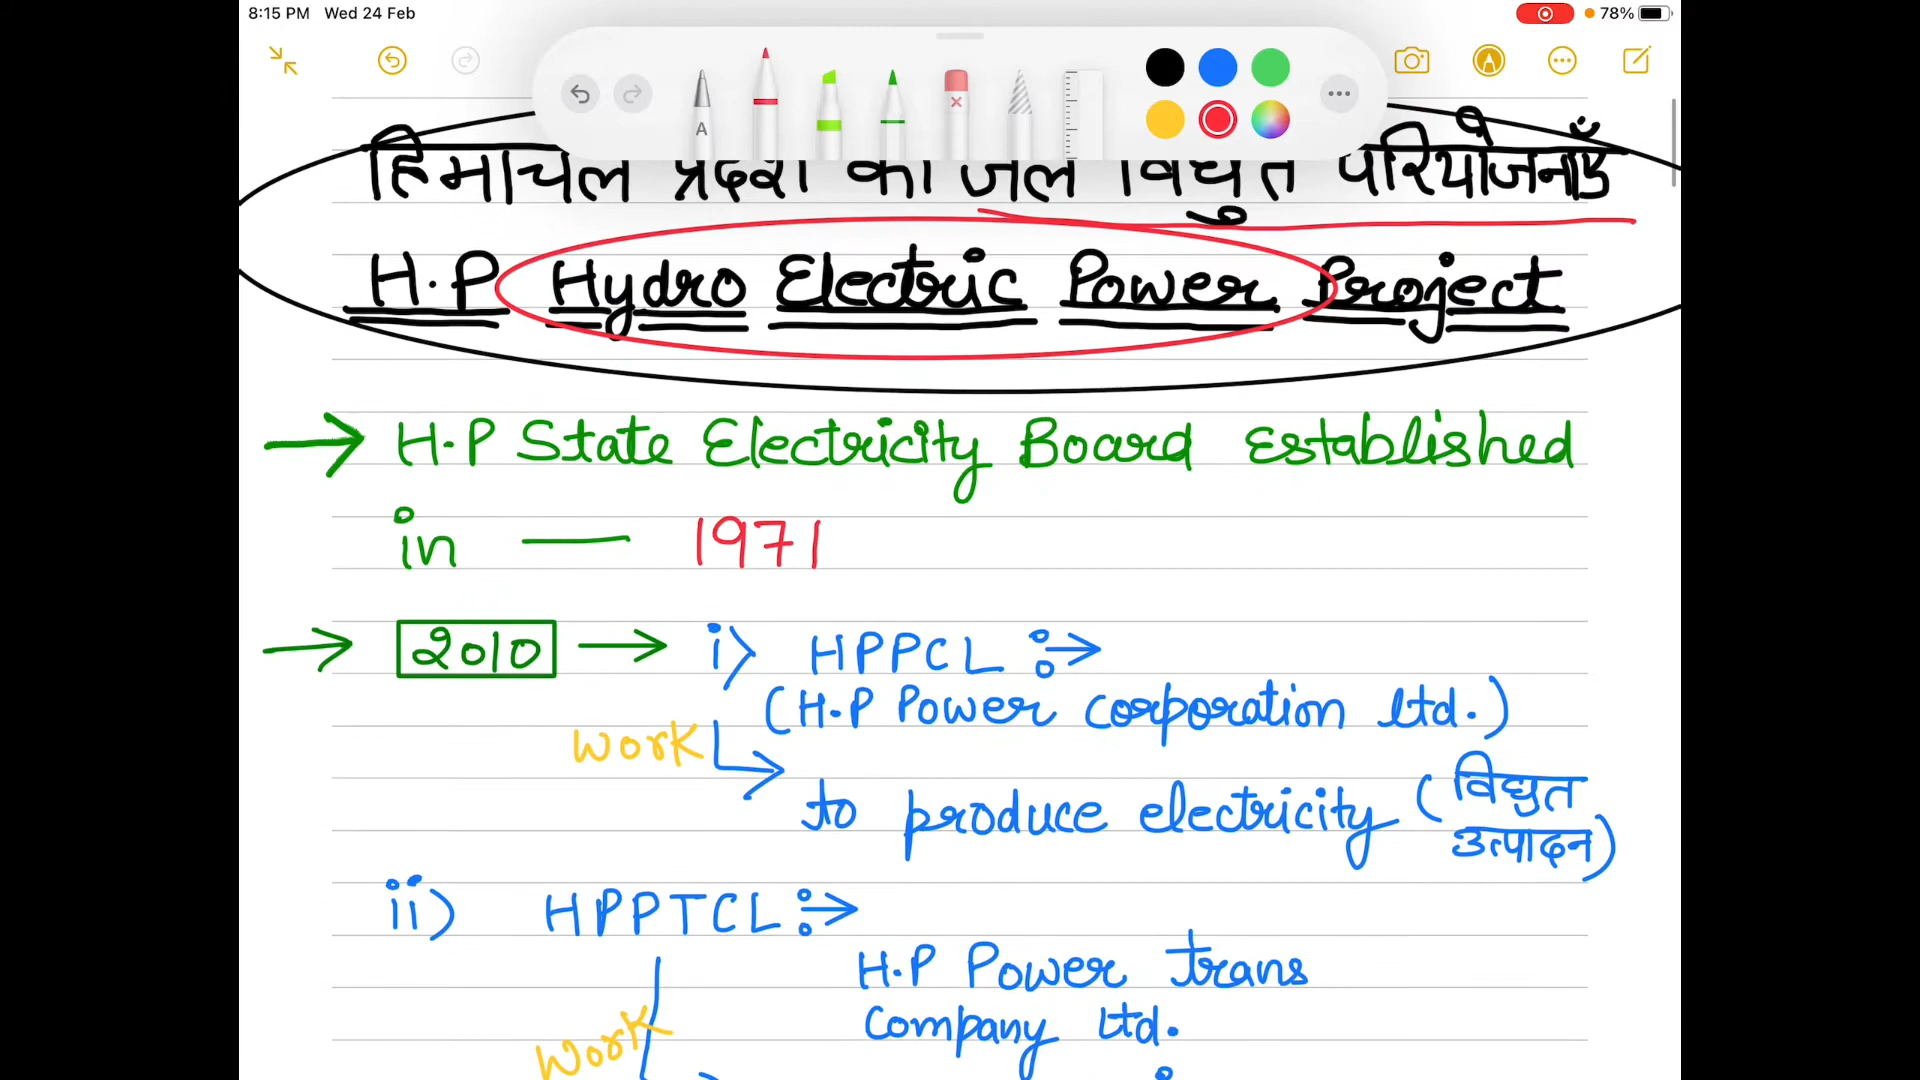 8:15 PM Wed 24 Feb
78%
A
हिमाचल प्रदेश की जल विधुत परियोजनाएँ
H.P Hydro Electric Power Project
→ H.P State Electricity Board Established
in — 1971
→ 2010 → i) HPPCL :→
(H.P Power corporation ltd.)
Work
to produce electricity (विधुत
उत्पादन)
ii) HPPTCL :→
H.P Power trans
Company Ltd.
Work